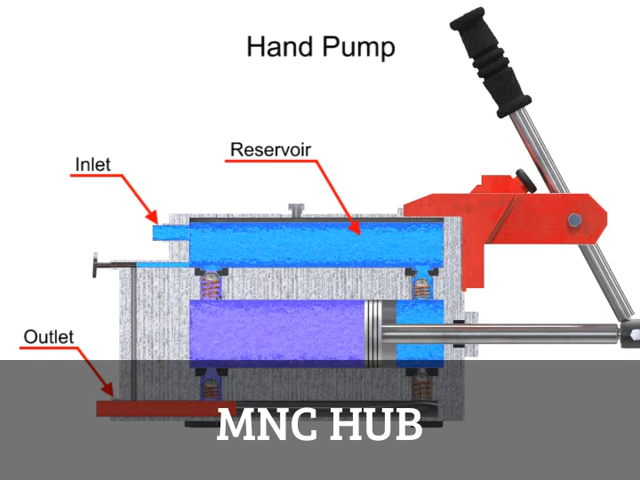 Hand Pump
Reservoir
Inlet
Outlet
MNC HUB